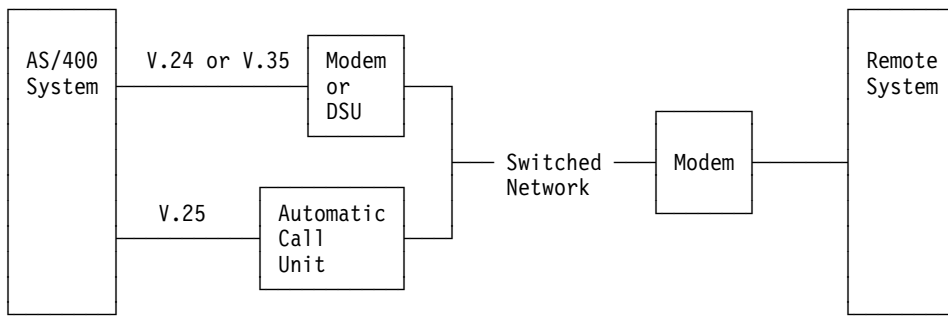 AS/400
System
V.24 or V.35
Modem
or
DSU
V.25
Automatic
Call
Unit
Switched
Network
Modem
Remote
System